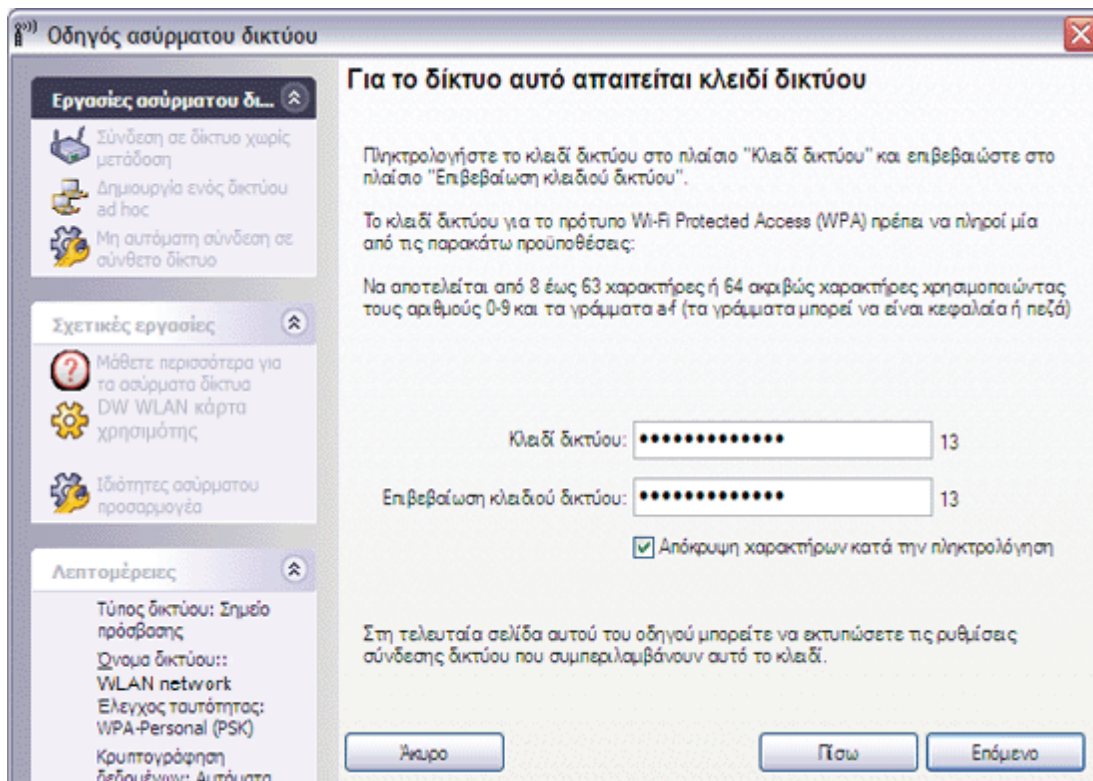 Οδηγός ασύρματου δικτύου
Εργασίες ασύρματου δι...
Σύνδεση σε δίκτυο χωρίς
μετάδοση
Δημιουργία ενός δικτύου
ad hoc
Μη αυτόματη σύνδεση σε
σύνθετο δίκτυο
Σχετικές εργασίες
Μάθετε περισσότερα για
τα ασύρματα δίκτυα
DW WLAN κάρτα
χρησιμότης
Ιδιότητες ασύρματου
προσαρμογέα
Λεπτομέρειες
Τύπος δικτύου: Σημείο
πρόσβασης
Όνομα δικτύου::
WLAN network
Έλεγχος ταυτότητας:
WPA-Personal (PSK)
Κρυπτογράφηση
δεδομένων: Αυτόματα
Για το δίκτυο αυτό απαιτείται κλειδί δικτύου
Πληκτρολογήστε το κλειδί δικτύου στο πλαίσιο "Κλειδί δικτύου" και επιβεβαιώστε στο
πλαίσιο "Επιβεβαίωση κλειδιού δικτύου".
Το κλειδί δικτύου για το πρότυπο Wi-Fi Protected Access (WPA) πρέπει να πληροί μία
από τις παρακάτω προϋποθέσεις:
Να αποτελείται από 8 έως 63 χαρακτήρες ή 64 ακριβώς χαρακτήρες χρησιμοποιώντας
τους αριθμούς 0-9 και τα γράμματα a-f (τα γράμματα μπορεί να είναι κεφαλαία ή πεζά)
Κλειδί δικτύου: ••••••••••••• 13
Επιβεβαίωση κλειδιού δικτύου: ••••••••••••• 13
Απόκρυψη χαρακτήρων κατά την πληκτρολόγηση
Στη τελευταία σελίδα αυτού του οδηγού μπορείτε να εκτυπώσετε τις ρυθμίσεις
σύνδεσης δικτύου που συμπεριλαμβάνουν αυτό το κλειδί.
Άκυρο
Πίσω
Επόμενο